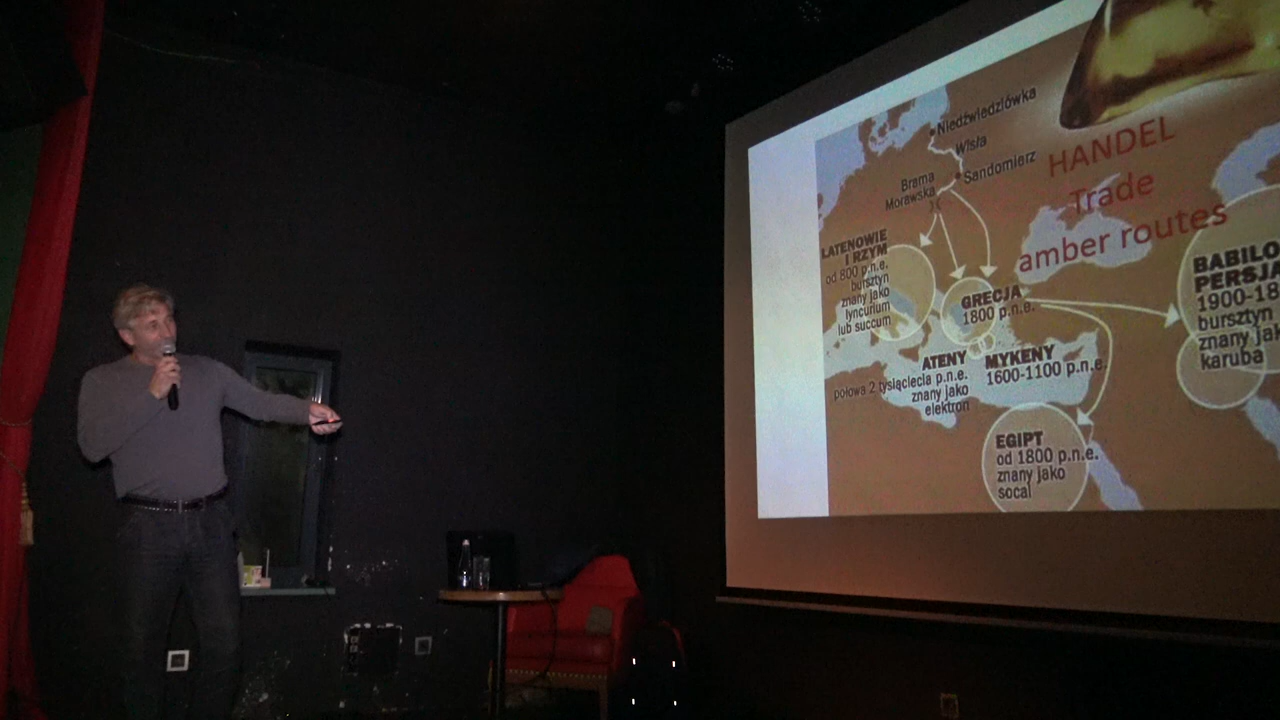 Niedźwiedziówka
Wisła
Sandomierz
Brama
Morawska
HANDEL
Trade
amber routes
LATENOWIE
I RZYM
od 800 p.n.e.
bursztyn
znany jako
lyncurium
lub succum
GRECJA
1800 p.n.e.
BABILO
PERSJA
1900-18
bursztyn
znany jak
karuba
ATENY
połowa 2 tysiąclecia p.n.e.
znany jako
elektron
MYKENY
1600-1100 p.n.e.
EGIPT
od 1800 p.n.e.
znany jako
socal